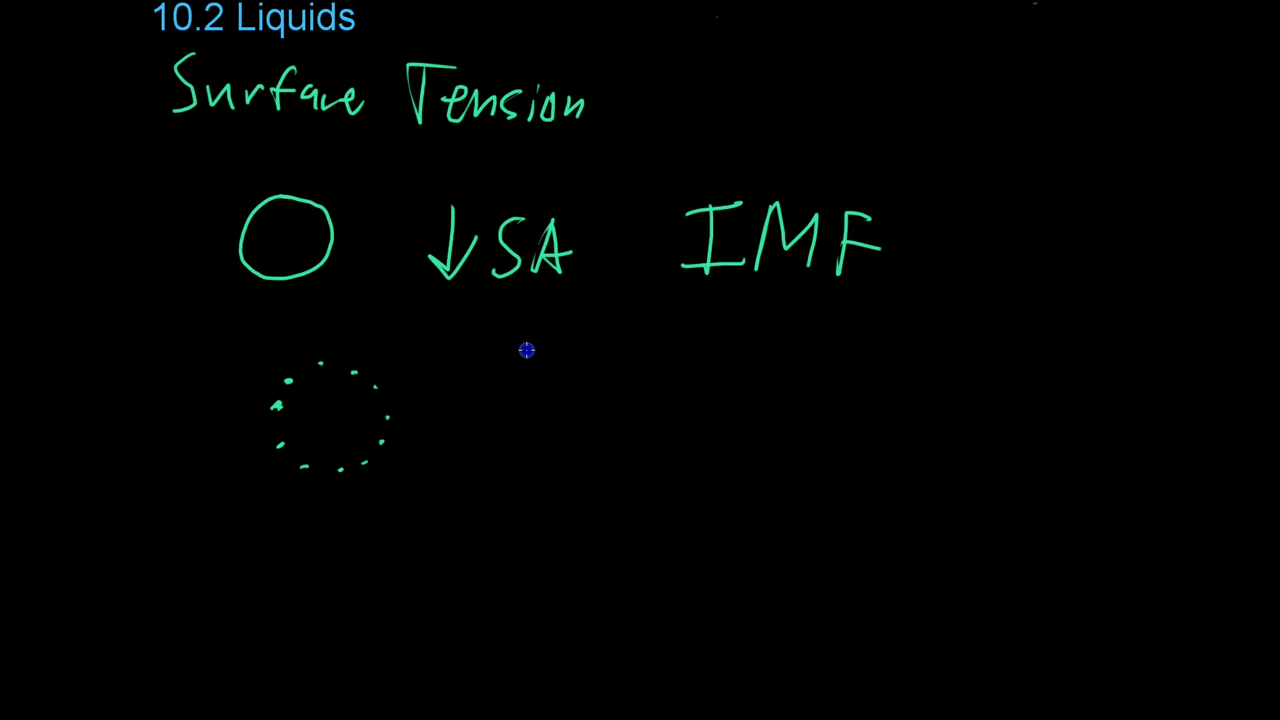 10.2 Liquids
Surface Tension
↓ SA IMF